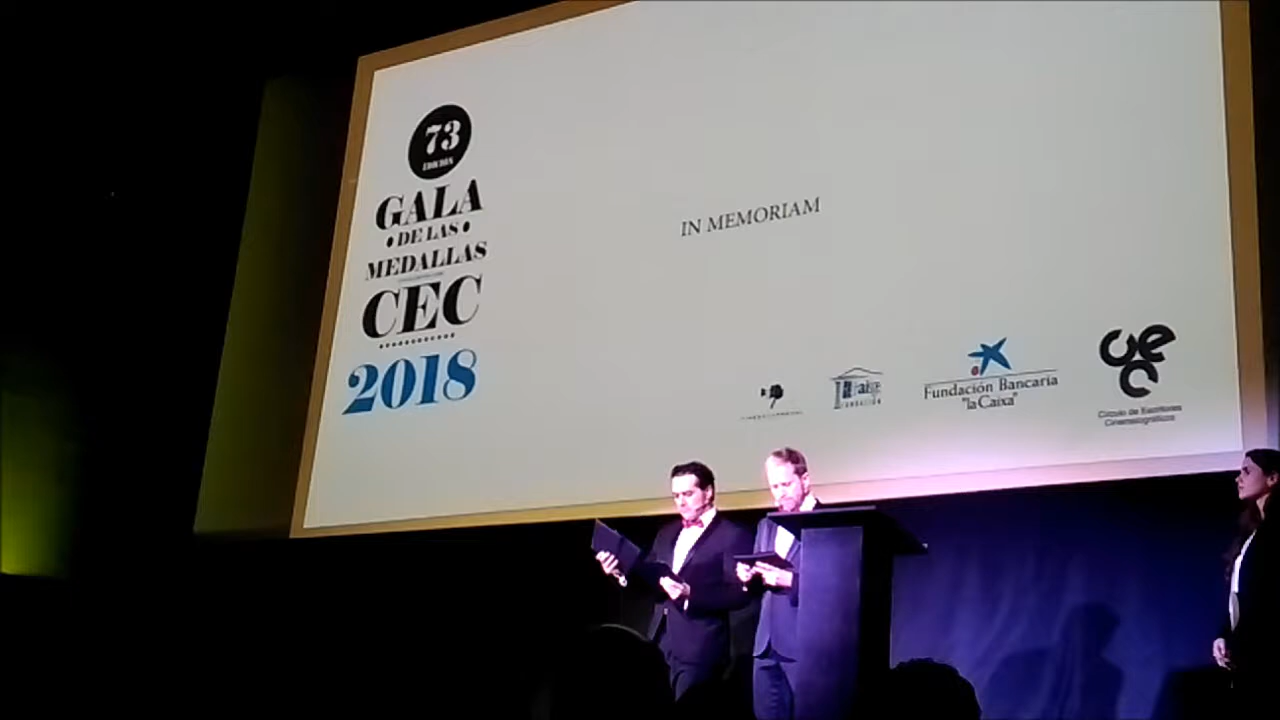 73
EDICIÓN
GALA
• DE LAS •
MEDALLAS
CEC
2018
IN MEMORIAM
FUNDACIÓN
Fundación Bancaria
"la Caixa"
cec
Círculo de Escritores
Cinematográficos